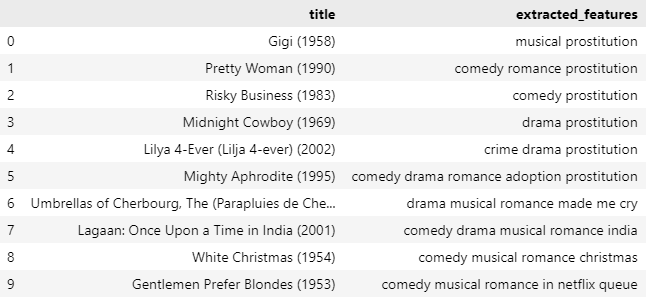 title extracted_features
0 Gigi (1958) musical prostitution
1 Pretty Woman (1990) comedy romance prostitution
2 Risky Business (1983) comedy prostitution
3 Midnight Cowboy (1969) drama prostitution
4 Lilya 4-Ever (Lilja 4-ever) (2002) crime drama prostitution
5 Mighty Aphrodite (1995) comedy drama romance adoption prostitution
6 Umbrellas of Cherbourg, The (Parapluies de Che... drama musical romance made me cry
7 Lagaan: Once Upon a Time in India (2001) comedy drama musical romance india
8 White Christmas (1954) comedy musical romance christmas
9 Gentlemen Prefer Blondes (1953) comedy musical romance in netflix queue